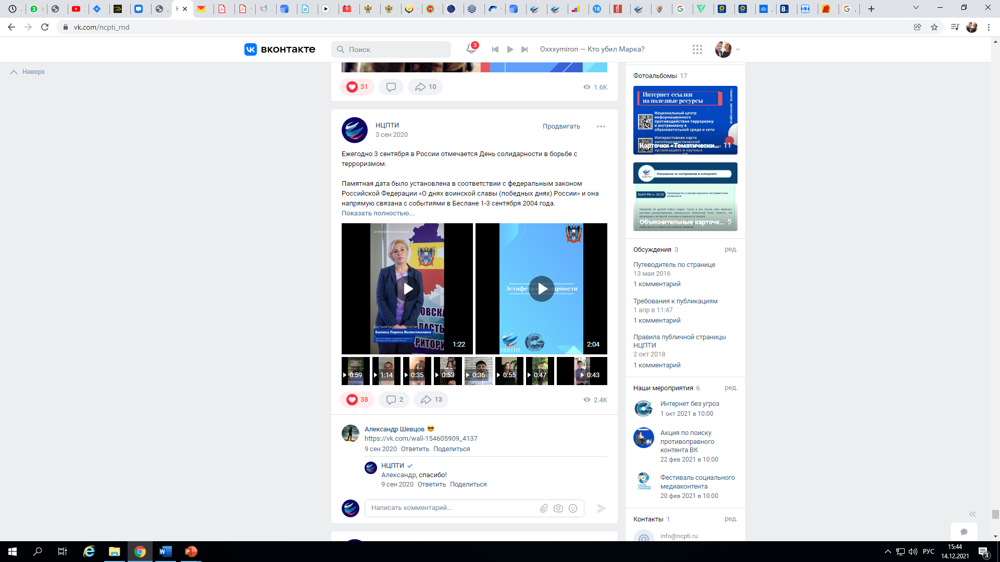 vk.com/ncpti_rnd
вконтакте
Поиск
3
Oxxxymiron — Кто убил Марка?
Наверх
31
10
1.6K
НЦПТИ
3 сен 2020
Продвигать
Ежегодно 3 сентября в России отмечается День солидарности в борьбе с
терроризмом.
Памятная дата было установлена в соответствии с федеральным законом
Российской Федерации «О днях воинской славы (победных днях) России» и она
напрямую связана с событиями в Беслане 1-3 сентября 2004 года.
Показать полностью...
#ЭСТАФЕТАСОЛИДАРНОСТИ
Балина Лариса Валентиновна
1:22
НЦПТИ
2:04
0:59
1:14
0:35
0:53
0:36
0:55
0:47
0:43
38
2
13
2.4K
Александр Шевцов
https://vk.com/wall-154605909_4137
9 сен 2020 Ответить Поделиться
НЦПТИ
Александр, спасибо!
9 сен 2020 Ответить Поделиться
Написать комментарий...
Фотоальбомы 17
Интернет-ссылки
на полезные ресурсы
Национальный центр
информационного
противодействия терроризму
и экстремизму в
образовательной среде и сети
Интерактивная карта
антитеррористической
Карточки «Тематически... 11
Наказание за экстремизм в интернете
КоАП РФ ст. 20.29
Объяснительные карточк... 5
Обсуждения 3
ред.
Путеводитель по странице
13 мая 2016
1 комментарий
Требования к публикациям
1 апр в 11:47
1 комментарий
Правила публичной страницы
НЦПТИ
2 окт 2018
1 комментарий
Наши мероприятия 6
ред.
Интернет без угроз
1 окт 2021 в 10:00
Акция по поиску
противоправного
контента ВК
22 фев 2021 в 10:00
Фестиваль социального
медиаконтента
20 фев 2021 в 10:00
Контакты 1
ред.
info@ncpti.ru
РУС
15:44
14.12.2021
3